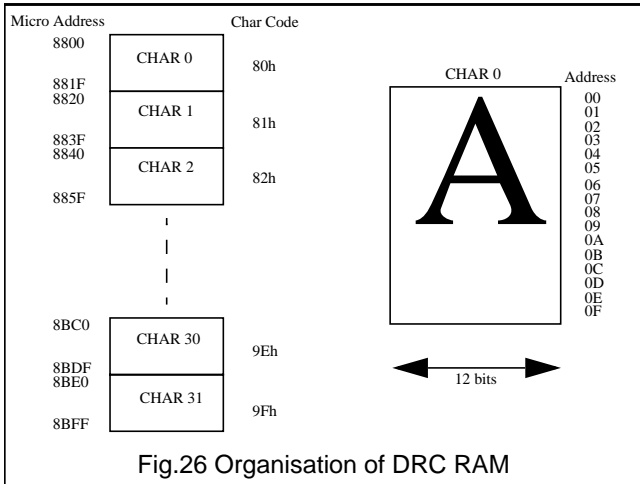 Micro Address
Char Code
8800
CHAR 0
80h
881F
8820
CHAR 1
81h
883F
8840
CHAR 2
82h
885F
8BC0
CHAR 30
9Eh
8BDF
8BE0
CHAR 31
9Fh
8BFF
CHAR 0
Address
A
00
01
02
03
04
05
06
07
08
09
0A
0B
0C
0D
0E
0F
12 bits
Fig.26 Organisation of DRC RAM